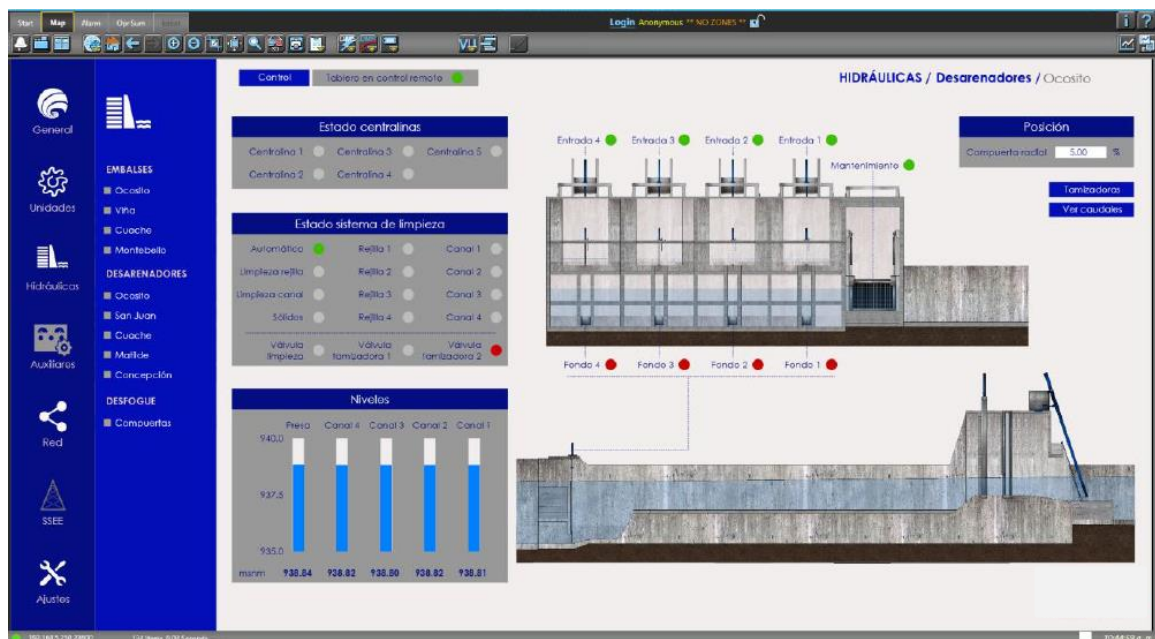 Start Map Alarm OprSum
Login Anonymous ** NO ZONES **
General
Unidades
Hidráulicas
Auxiliares
Red
SSEE
Ajustes
EMBALSES
Ocosito
Viña
Cuache
Montebello
DESARENADORES
Ocosito
San Juan
Cuache
Matilde
Concepción
DESFOGUE
Compuertas
Control Tablero en control remoto
HIDRÁULICAS / Desarenadores / Ocosito
Estado centralinas
Centralina 1 Centralina 3 Centralina 5
Centralina 2 Centralina 4
Estado sistema de limpieza
Automático Rejilla 1 Canal 1
Limpieza rejilla Rejilla 2 Canal 2
Limpieza canal Rejilla 3 Canal 3
Sólidos Rejilla 4 Canal 4
Válvula limpieza Válvula tamizadora 1 Válvula tamizadora 2
Niveles
Presa Canal 4 Canal 3 Canal 2 Canal 1
940.0
937.5
935.0
msnm 938.84 938.82 938.80 938.82 938.81
Entrada 4 Entrada 3 Entrada 2 Entrada 1
Mantenimiento
Fondo 4 Fondo 3 Fondo 2 Fondo 1
Posición
Compuerta radial 5.00 %
Tamizadoras
Ver caudales